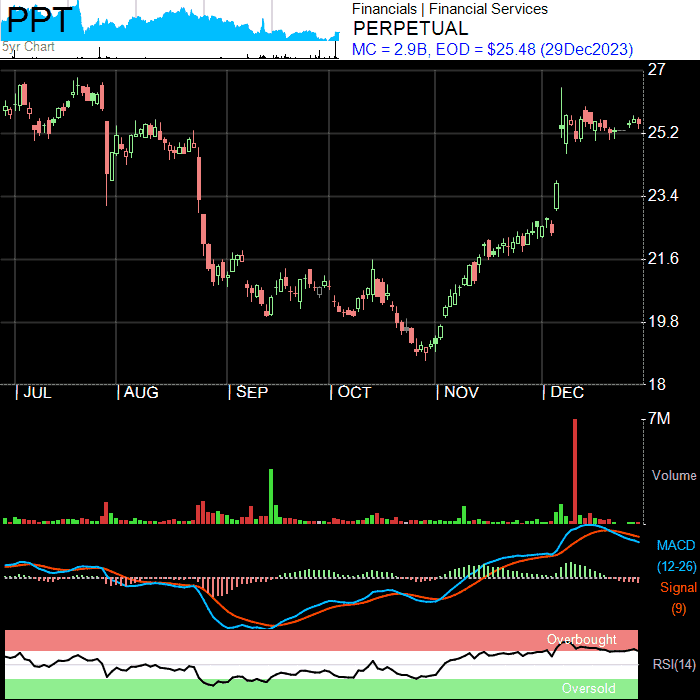 PPT
5yr Chart
Financials | Financial Services
PERPETUAL
MC = 2.9B, EOD = $25.48 (29Dec2023)
27
25.2
23.4
21.6
19.8
18
JUL AUG SEP OCT NOV DEC
7M
Volume
MACD
(12-26)
Signal
(9)
Overbought
RSI(14)
Oversold